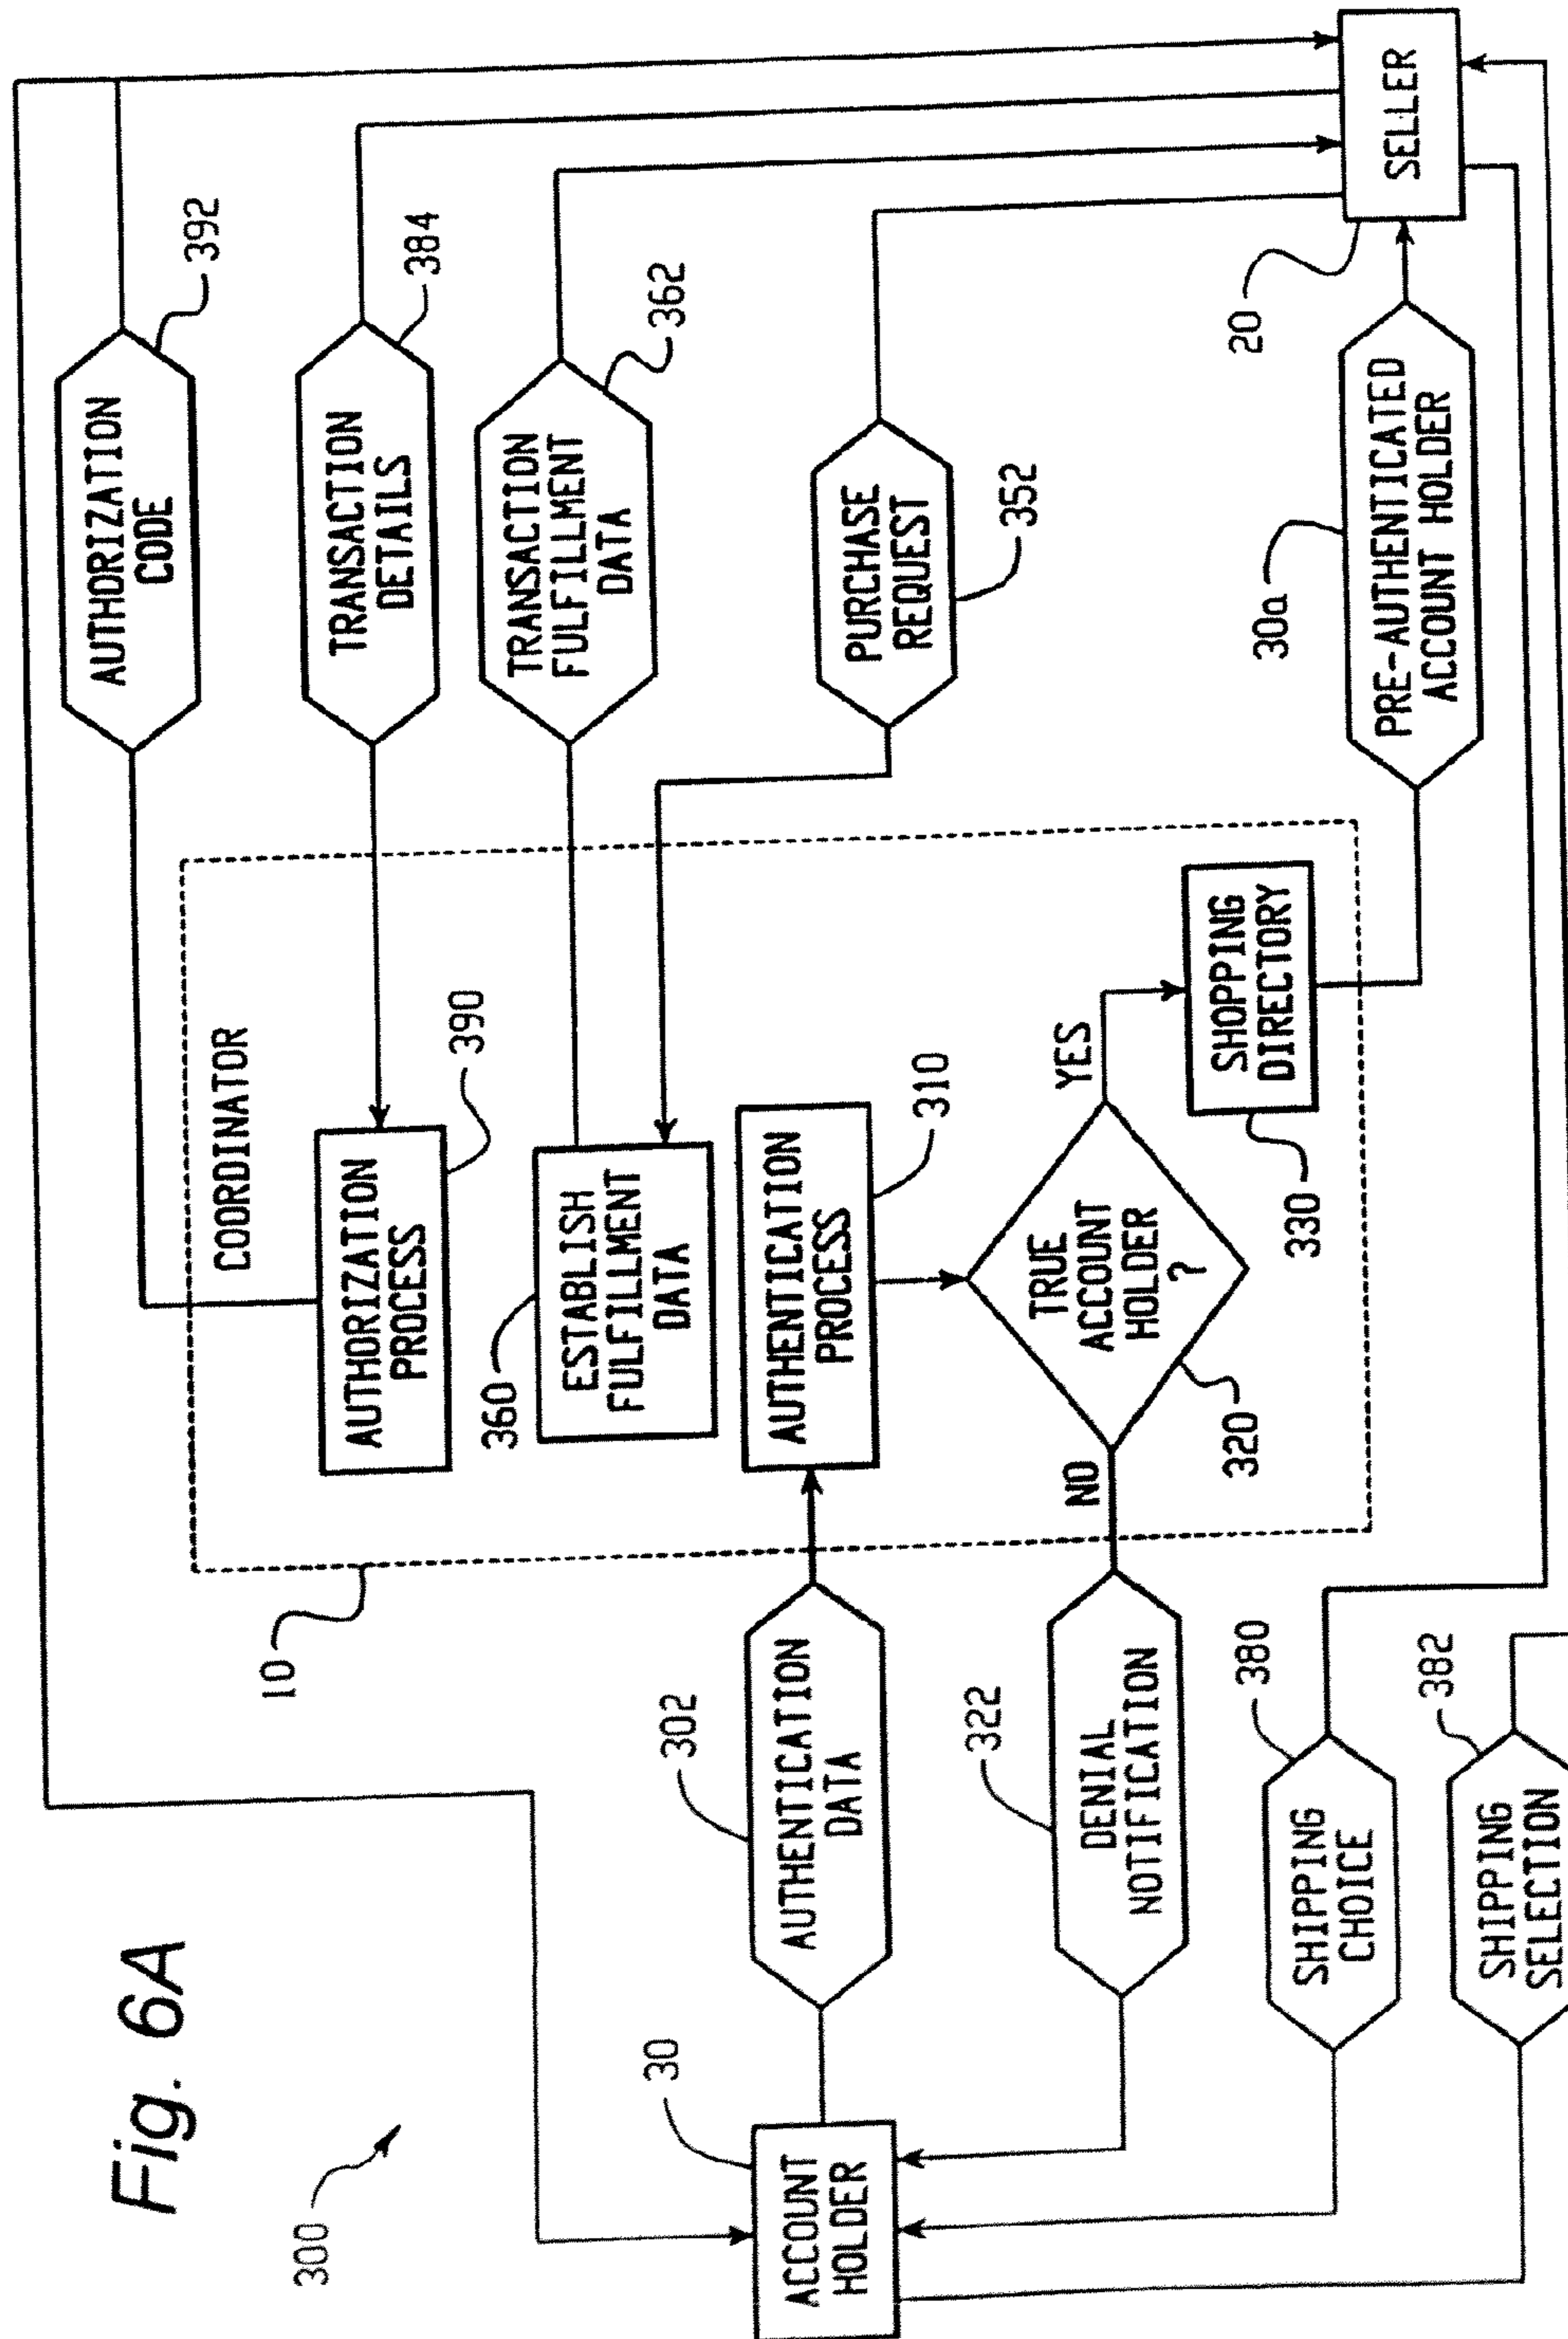 Fig. 6A
300
AUTHORIZATION
CODE
392
TRANSACTION
DETAILS
384
TRANSACTION
FULFILLMENT
DATA
362
PURCHASE
REQUEST
352
COORDINATOR
10
AUTHORIZATION
PROCESS
390
360
ESTABLISH
FULFILLMENT
DATA
AUTHENTICATION
PROCESS
310
TRUE
ACCOUNT
HOLDER
?
320
YES
NO
SHOPPING
DIRECTORY
330
30a
PRE-AUTHENTICATED
ACCOUNT HOLDER
20
SELLER
30
ACCOUNT
HOLDER
302
AUTHENTICATION
DATA
322
DENIAL
NOTIFICATION
380
SHIPPING
CHOICE
382
SHIPPING
SELECTION